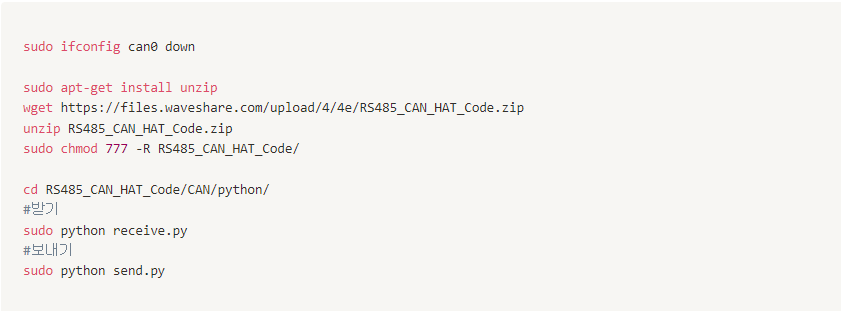 sudo ifconfig can0 down
sudo apt-get install unzip
wget https://files.waveshare.com/upload/4/4e/RS485_CAN_HAT_Code.zip
unzip RS485_CAN_HAT_Code.zip
sudo chmod 777 -R RS485_CAN_HAT_Code/
cd RS485_CAN_HAT_Code/CAN/python/
#받기
sudo python receive.py
#보내기
sudo python send.py